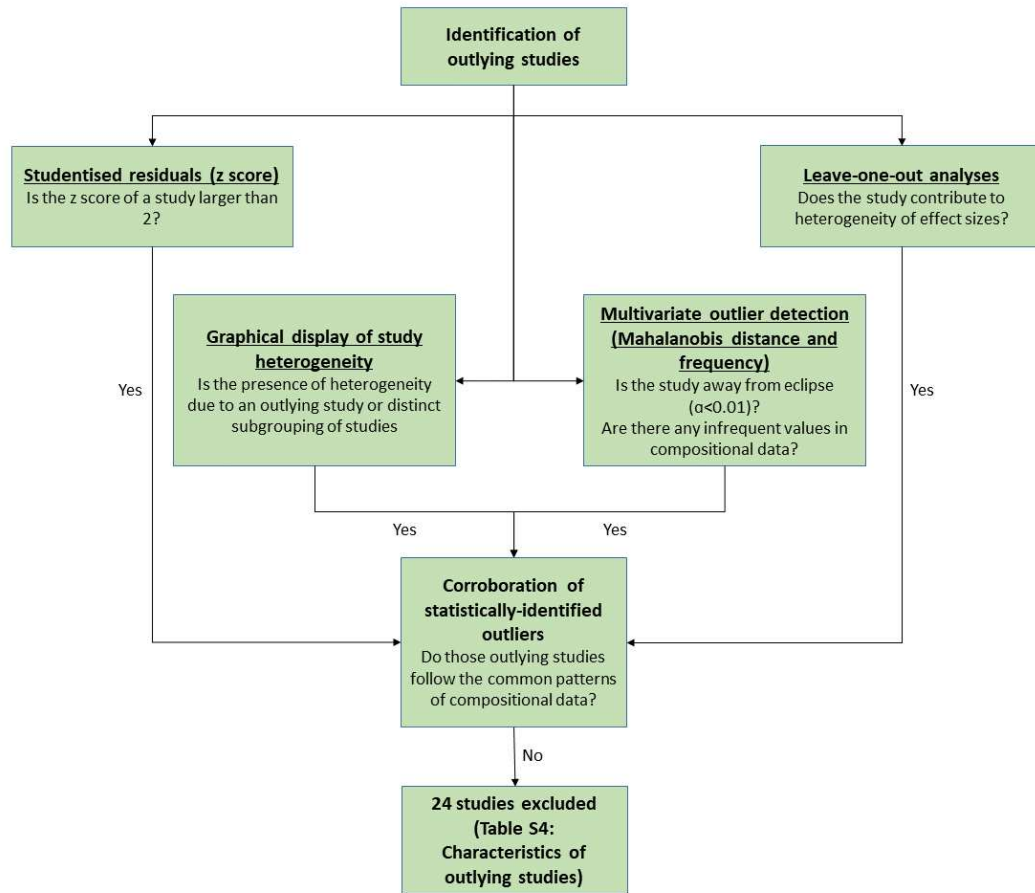 Identification of
outlying studies
Studentised residuals (z score)
Is the z score of a study larger than
2?
Leave-one-out analyses
Does the study contribute to
heterogeneity of effect sizes?
Graphical display of study
heterogeneity
Is the presence of heterogeneity
due to an outlying study or distinct
subgrouping of studies
Multivariate outlier detection
(Mahalanobis distance and
frequency)
Is the study away from eclipse
(α<0.01)?
Are there any infrequent values in
compositional data?
Yes
Yes
Yes
Yes
Corroboration of
statistically-identified
outliers
Do those outlying studies
follow the common patterns
of compositional data?
No
24 studies excluded
(Table S4:
Characteristics of
outlying studies)